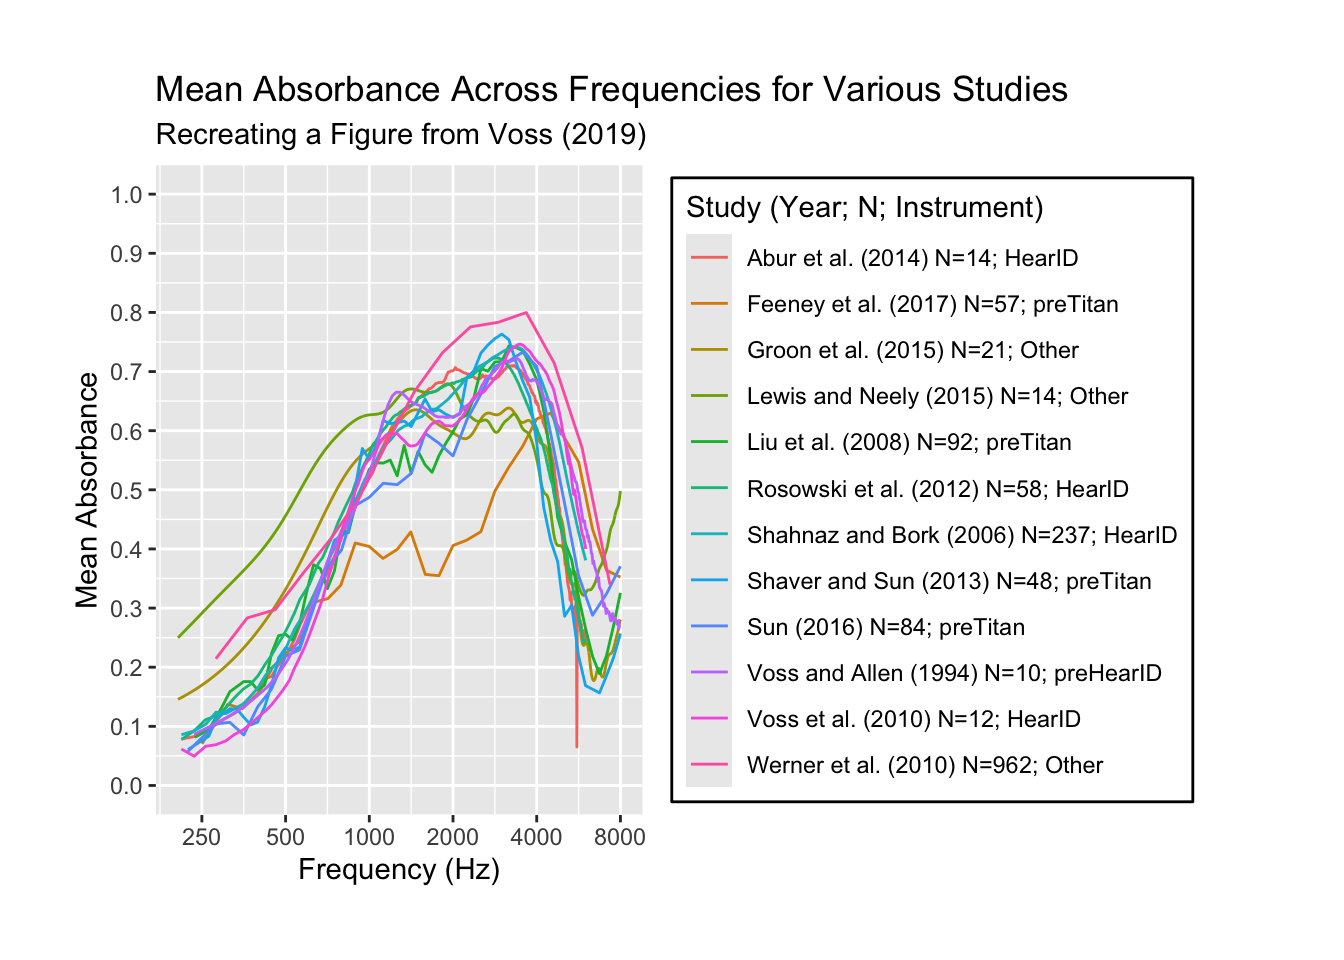 Mean Absorbance Across Frequencies for Various Studies
Recreating a Figure from Voss (2019)
Mean Absorbance
1.0
0.9
0.8
0.7
0.6
0.5
0.4
0.3
0.2
0.1
0.0
250 500 1000 2000 4000 8000
Frequency (Hz)
Study (Year; N; Instrument)
Abur et al. (2014) N=14; HearID
Feeney et al. (2017) N=57; preTitan
Groon et al. (2015) N=21; Other
Lewis and Neely (2015) N=14; Other
Liu et al. (2008) N=92; preTitan
Rosowski et al. (2012) N=58; HearID
Shahnaz and Bork (2006) N=237; HearID
Shaver and Sun (2013) N=48; preTitan
Sun (2016) N=84; preTitan
Voss and Allen (1994) N=10; preHearID
Voss et al. (2010) N=12; HearID
Werner et al. (2010) N=962; Other